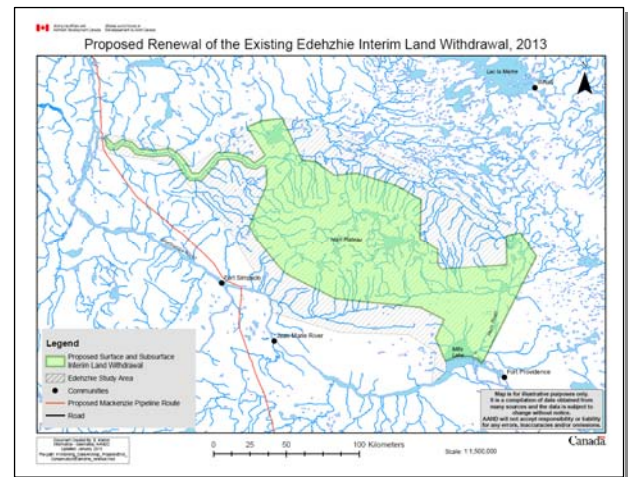 Proposed Renewal of the Existing Edehzhie Interim Land Withdrawal, 2013
Lac la Martre
Horn Plateau
Fort Simpson
Jean Marie River
Mills
Lake
Fort Providence
Legend
Proposed Surface and Subsurface
Interim Land Withdrawal
Edehzhie Study Area
Communities
Proposed Mackenzie Pipeline Route
Road
Map is for illustrative purposes only.
It is a compilation of data obtained from
many sources and the data is subject to
change without notice.
AAND will not accept responsibility or liability
for any errors, inaccuracies and/or omissions.
0 25 50 100 Kilometers
Scale: 1:1,500,000
Canada